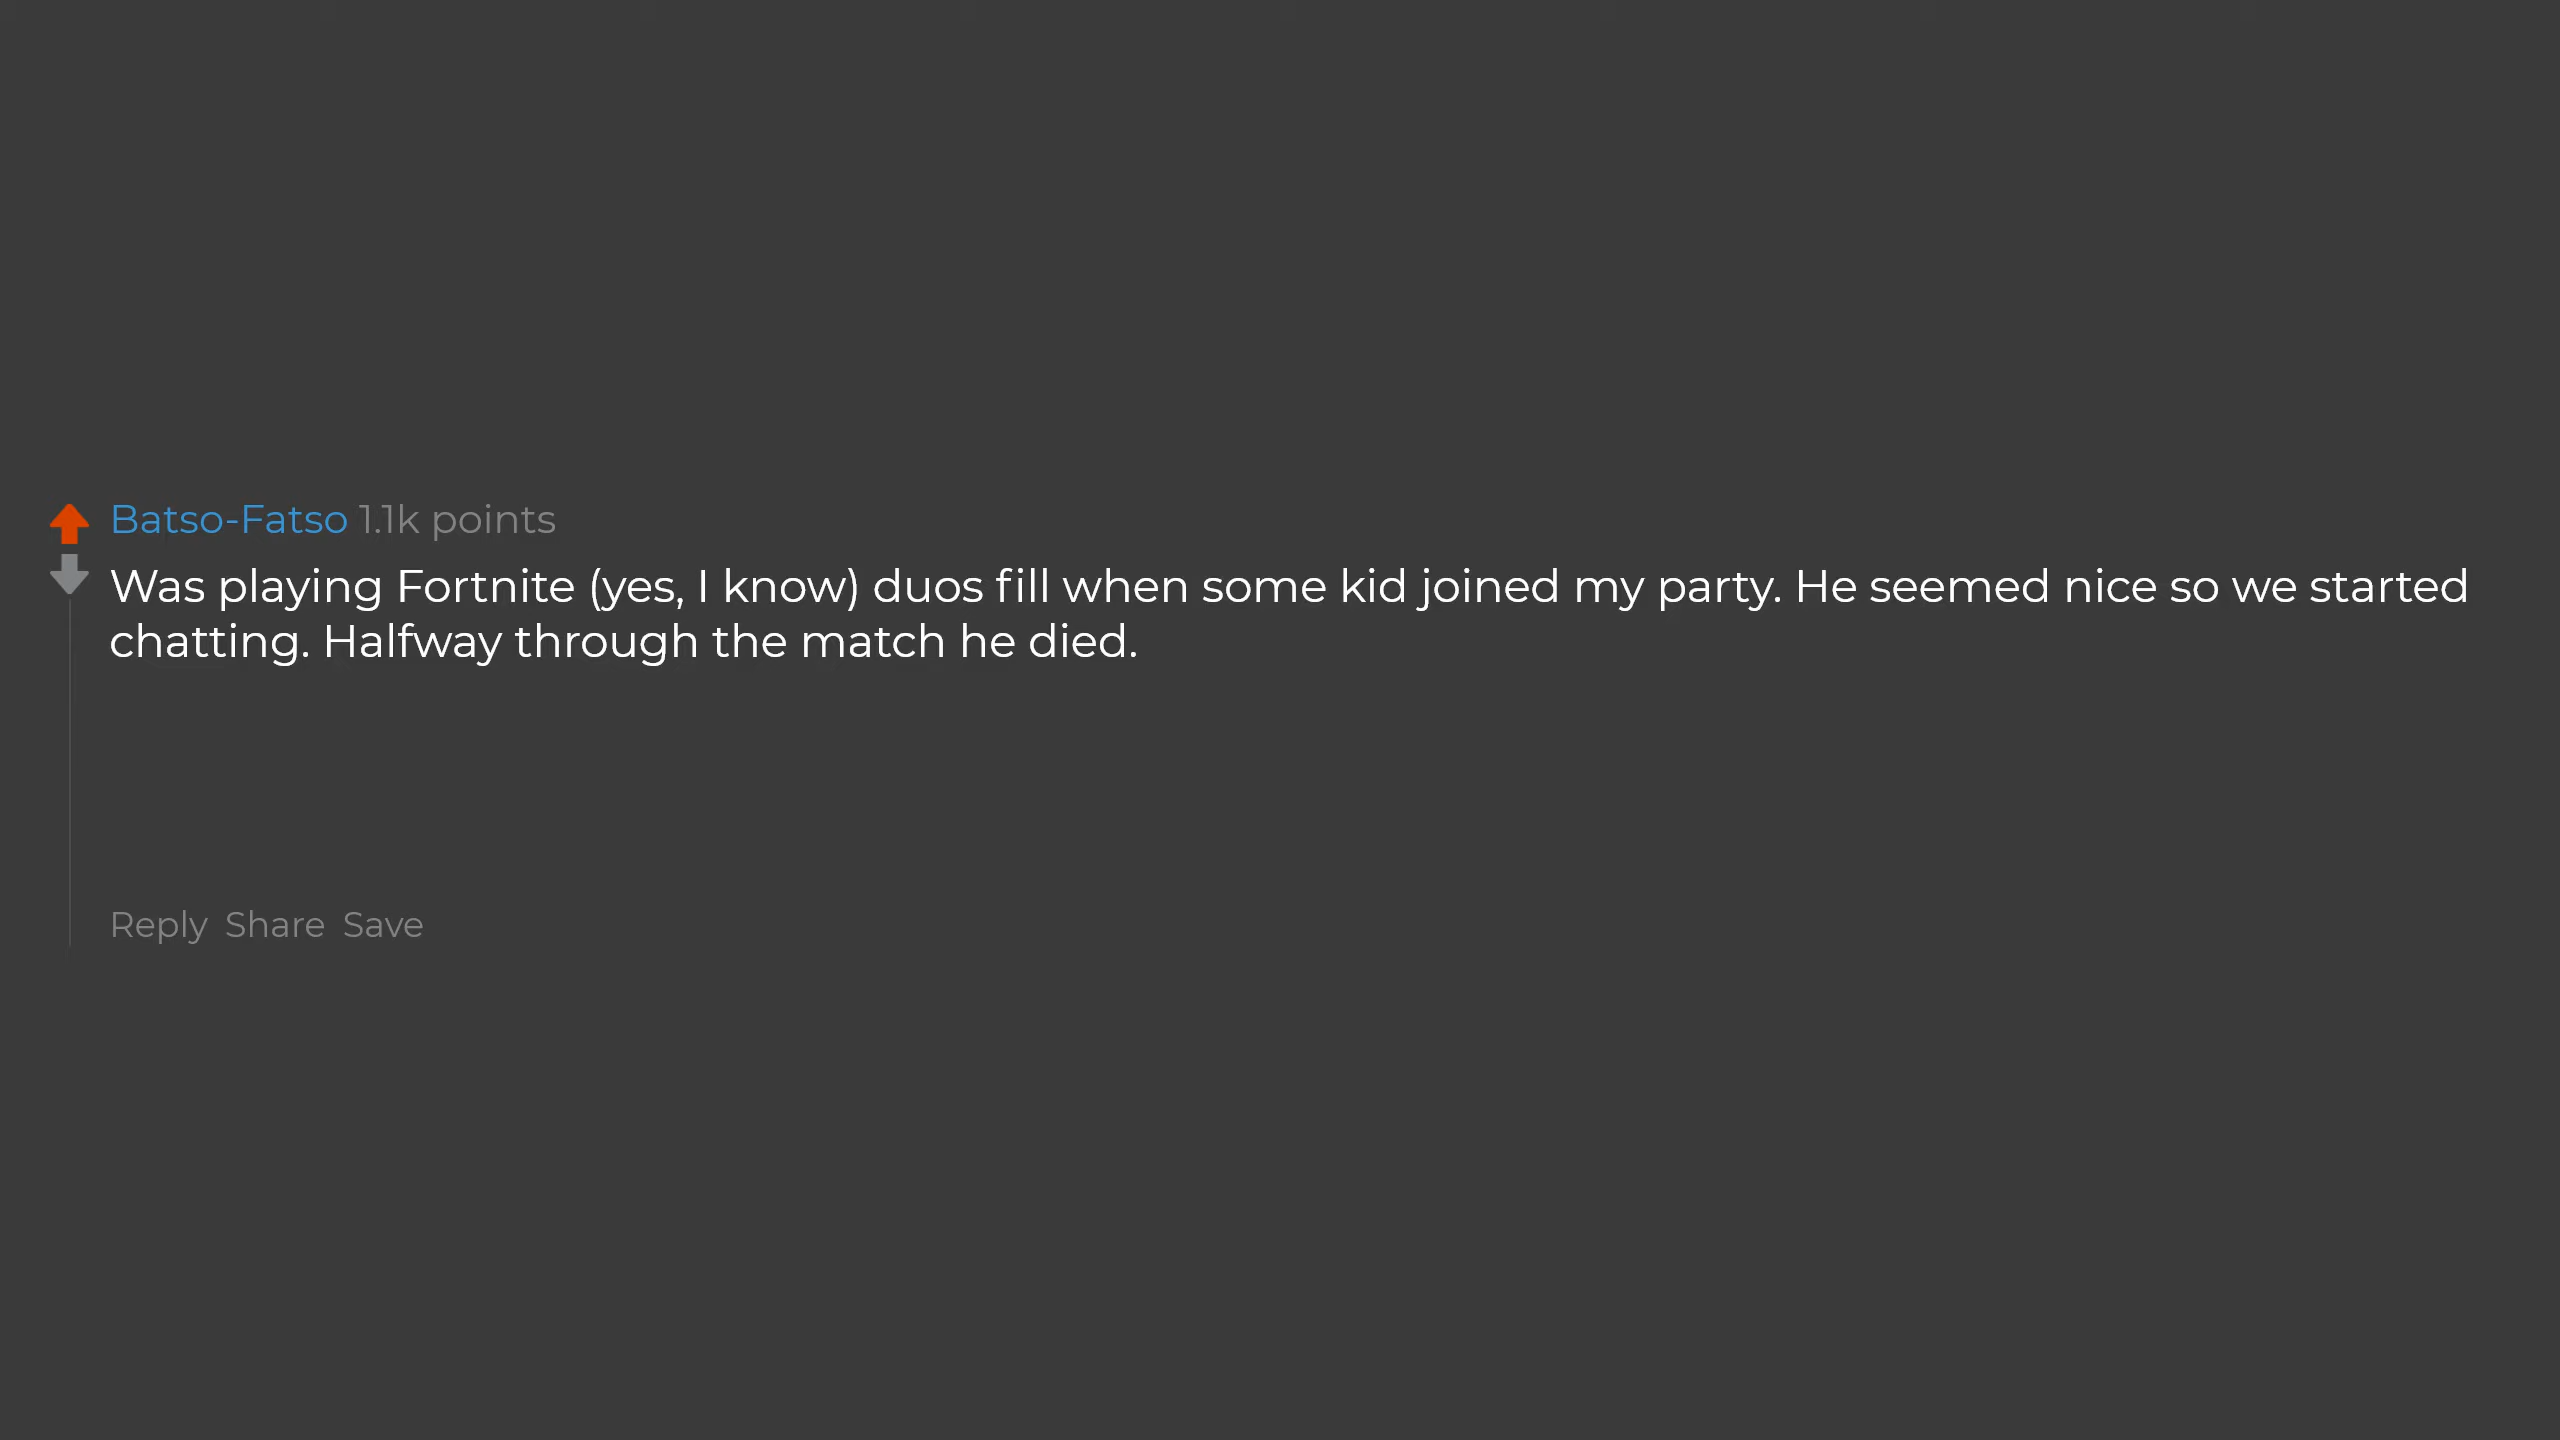 Batso-Fatso 1.1k points
Was playing Fortnite (yes, I know) duos fill when some kid joined my party. He seemed nice so we started
chatting. Halfway through the match he died.
Reply Share Save